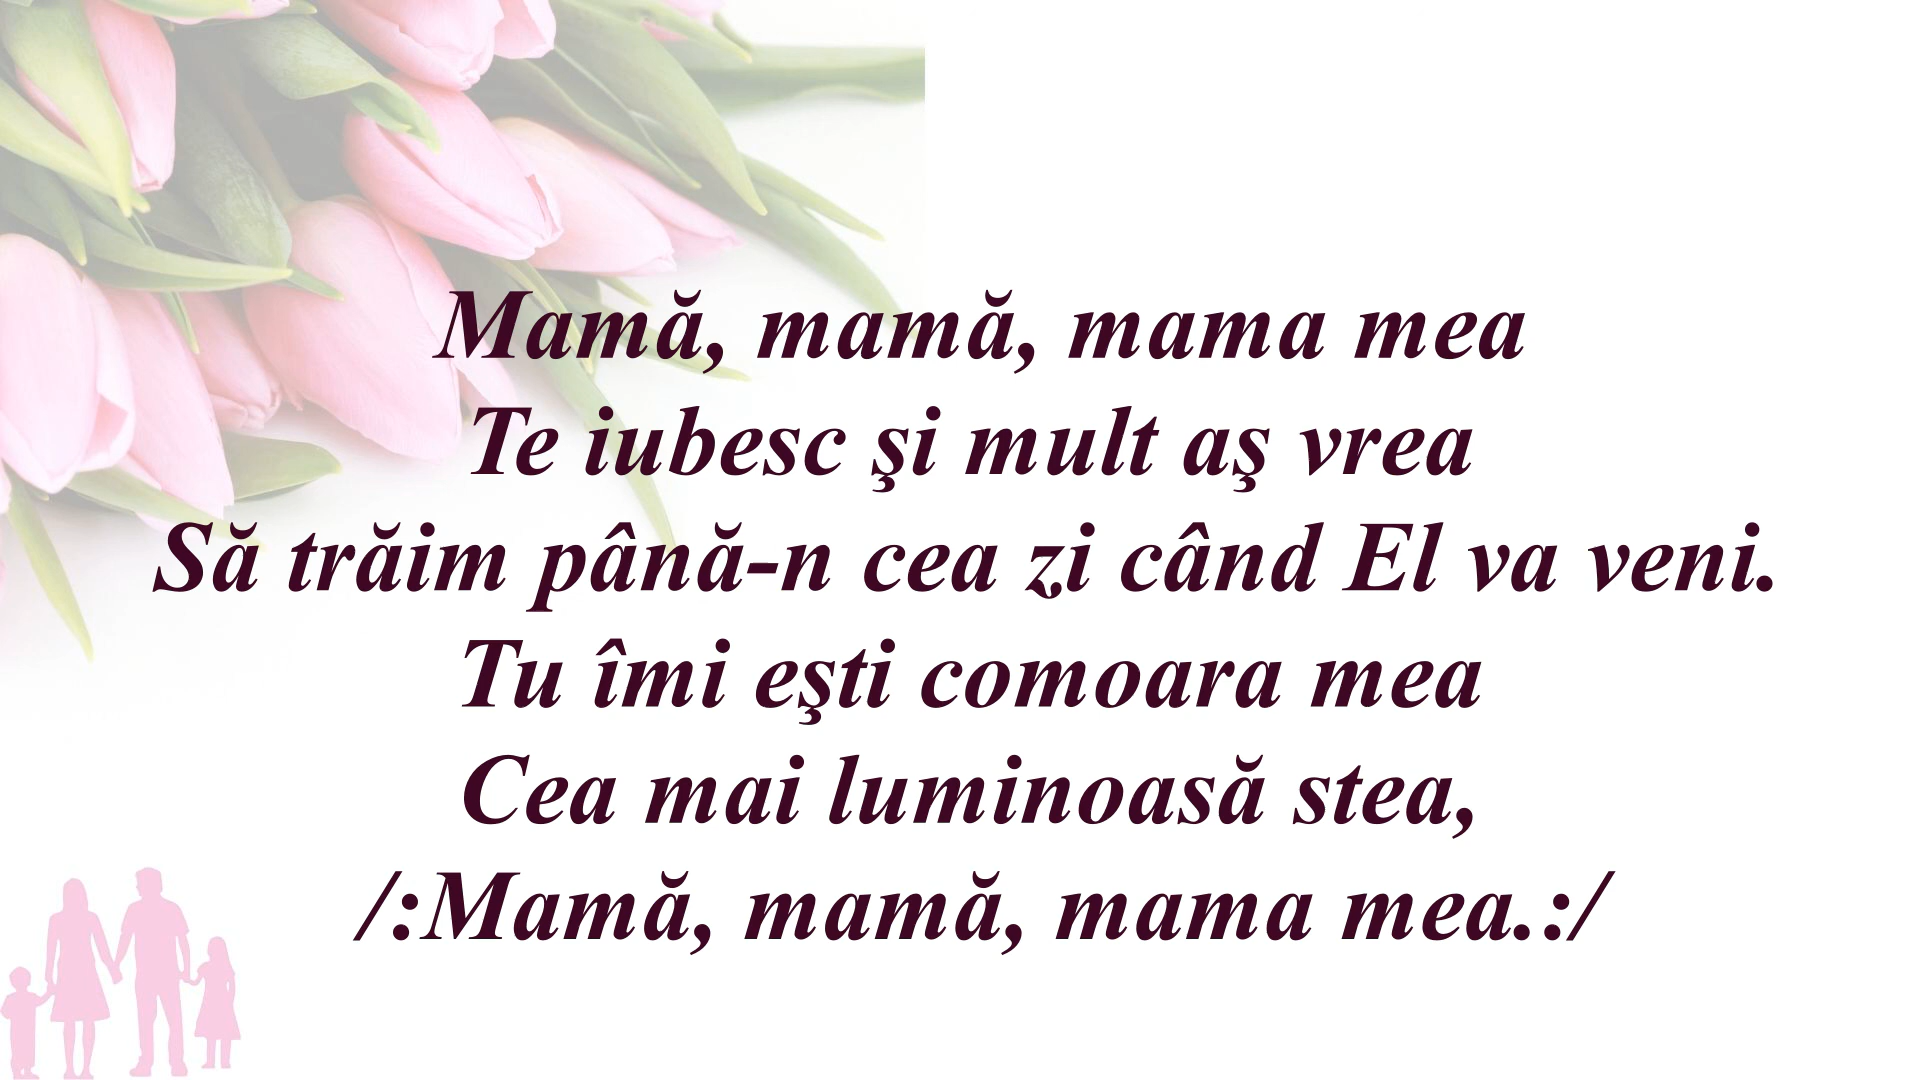 Mamă, mamă, mama mea
Te iubesc şi mult aş vrea
Să trăim până-n cea zi când El va veni.
Tu îmi eşti comoara mea
Cea mai luminoasă stea,
/:Mamă, mamă, mama mea.:/